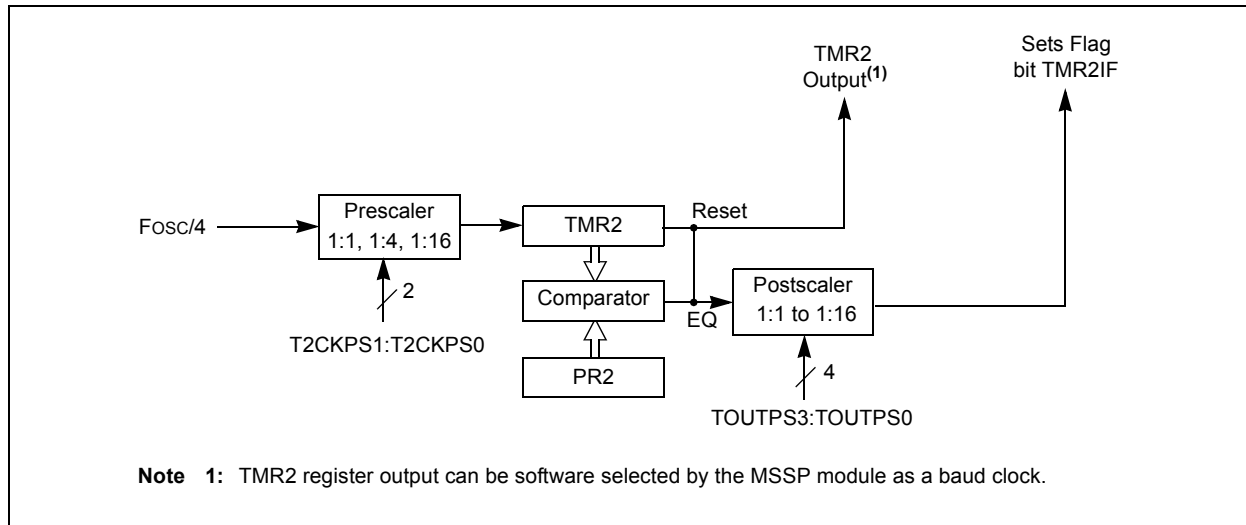 TMR2
Output(1)
Sets Flag
bit TMR2IF
Fosc/4
Prescaler
1:1, 1:4, 1:16
TMR2
Reset
2
Comparator
EQ
Postscaler
1:1 to 1:16
T2CKPS1:T2CKPS0
PR2
4
TOUTPS3:TOUTPS0
Note 1: TMR2 register output can be software selected by the MSSP module as a baud clock.